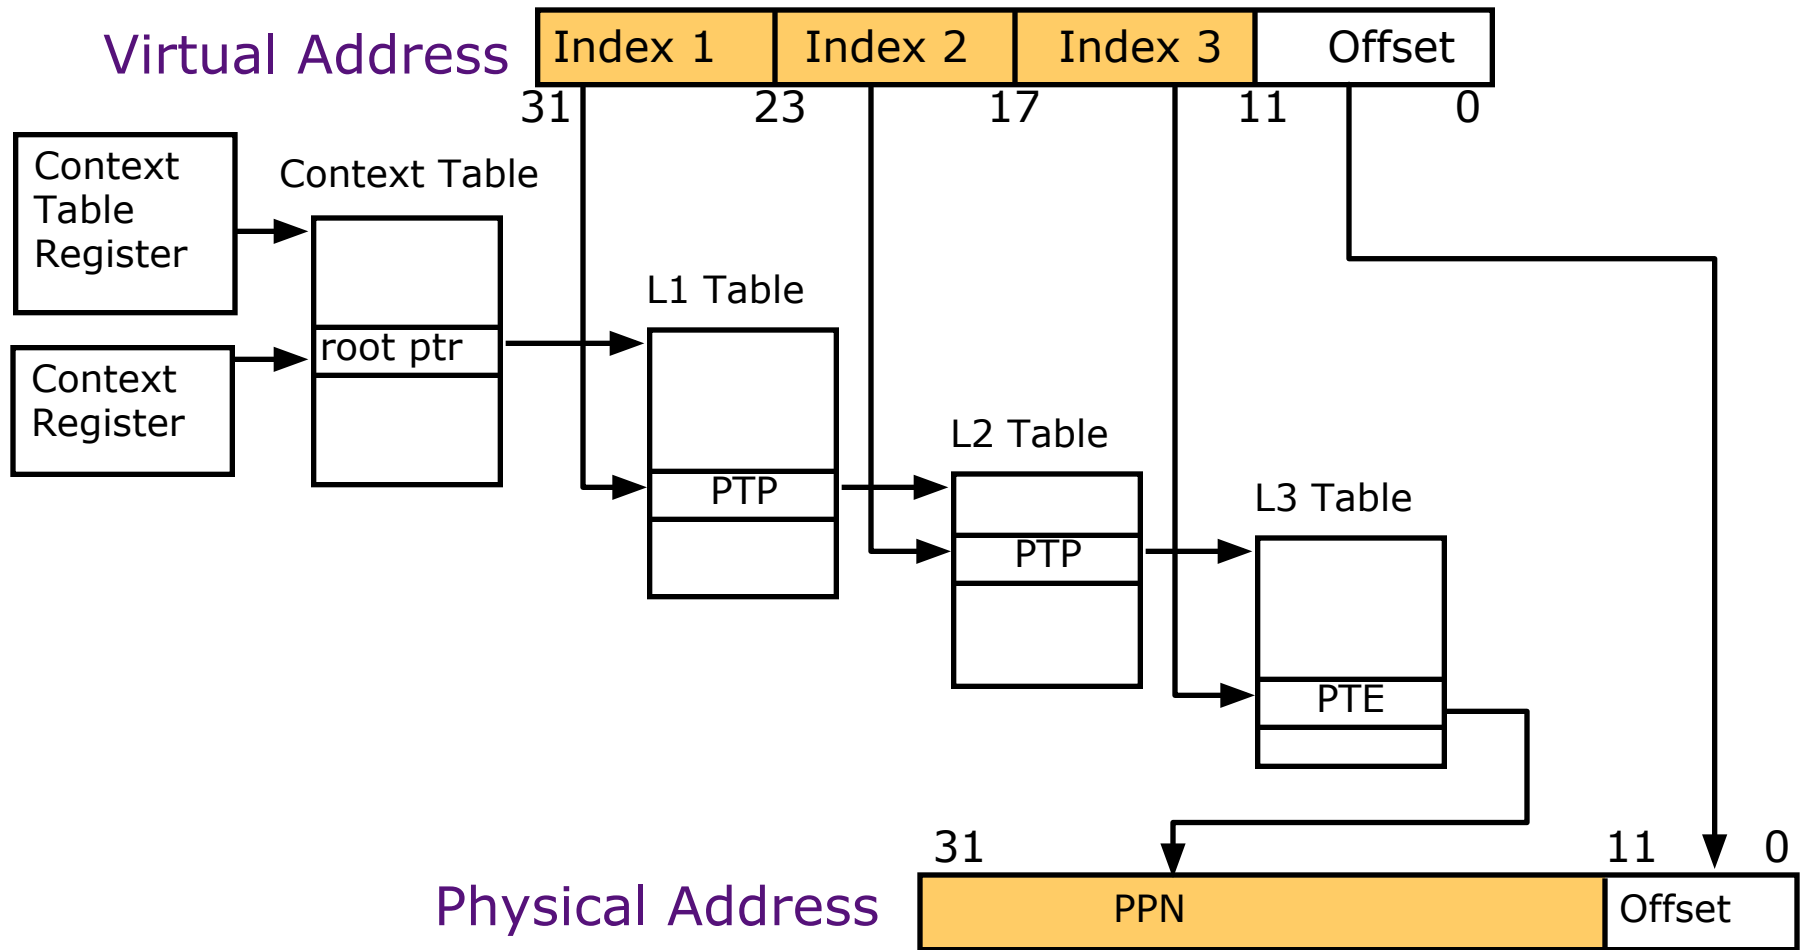 Virtual Address
Index 1
Index 2
Index 3
Offset
31
23
17
11
0
Context
Table
Register
Context Table
root ptr
Context
Register
L1 Table
PTP
L2 Table
PTP
L3 Table
PTE
31
11
0
Physical Address
PPN
Offset